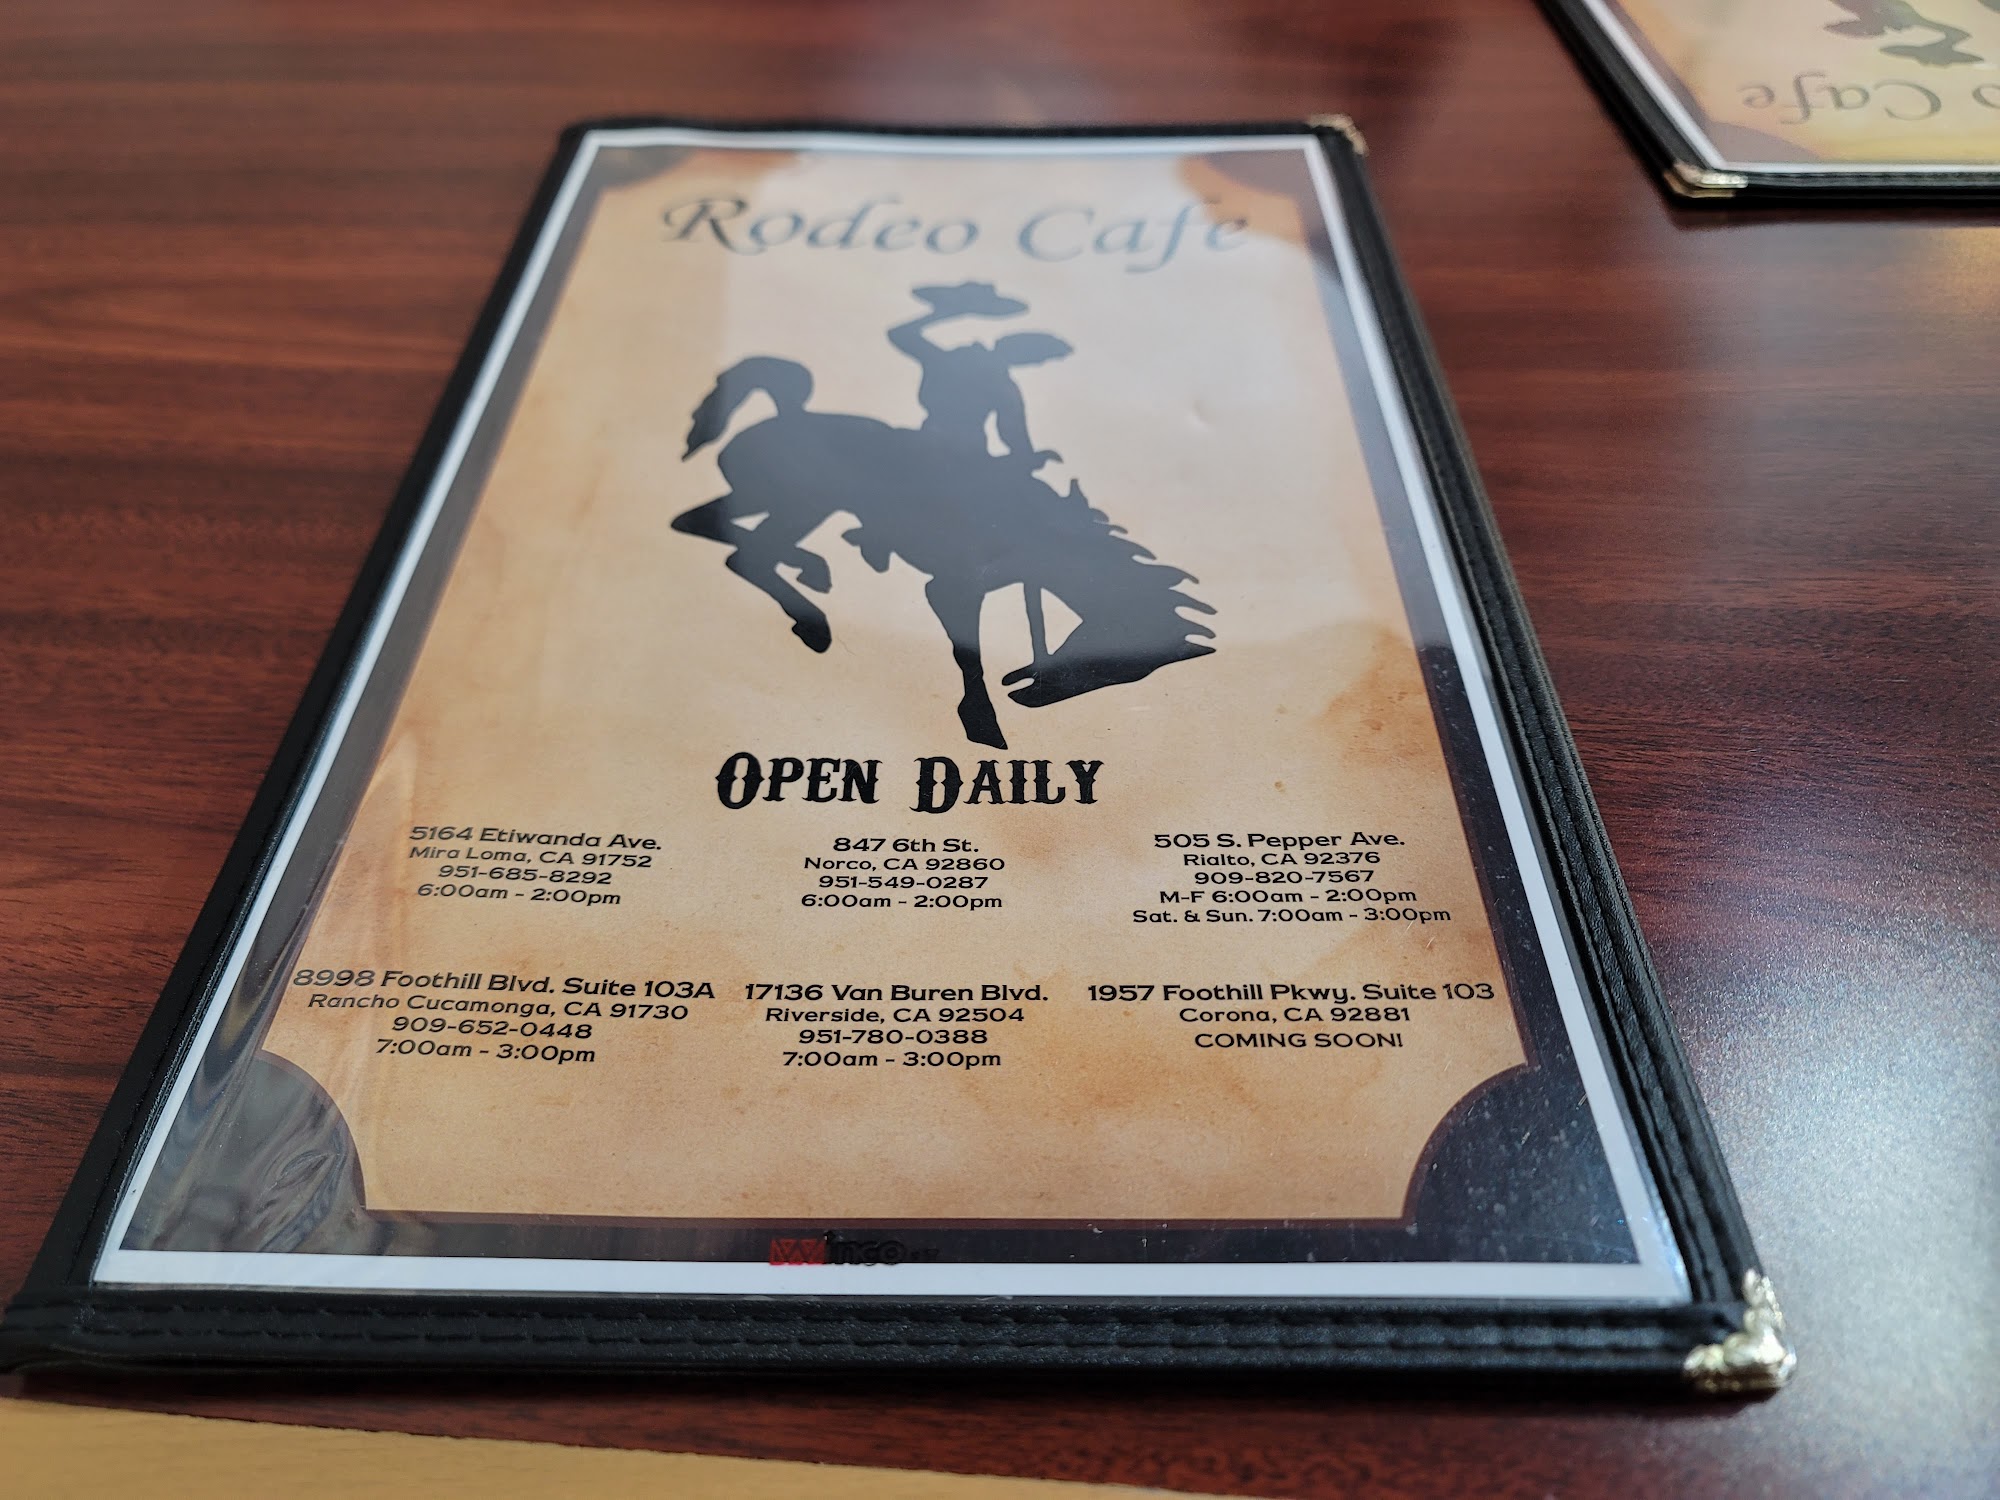 Rodeo Cafe
OPEN DAILY
5164 Etiwanda Ave.
Mira Loma, CA 91752
951-685-8292
6:00am - 2:00pm
847 6th St.
Norco, CA 92860
951-549-0287
6:00am - 2:00pm
505 S. Pepper Ave.
Rialto, CA 92376
909-820-7567
M-F 6:00am - 2:00pm
Sat. & Sun. 7:00am - 3:00pm
8998 Foothill Blvd. Suite 103A
Rancho Cucamonga, CA 91730
909-652-0448
7:00am - 3:00pm
17136 Van Buren Blvd.
Riverside, CA 92504
951-780-0388
7:00am - 3:00pm
1957 Foothill Pkwy. Suite 103
Corona, CA 92881
COMING SOON!
winco
Cafe